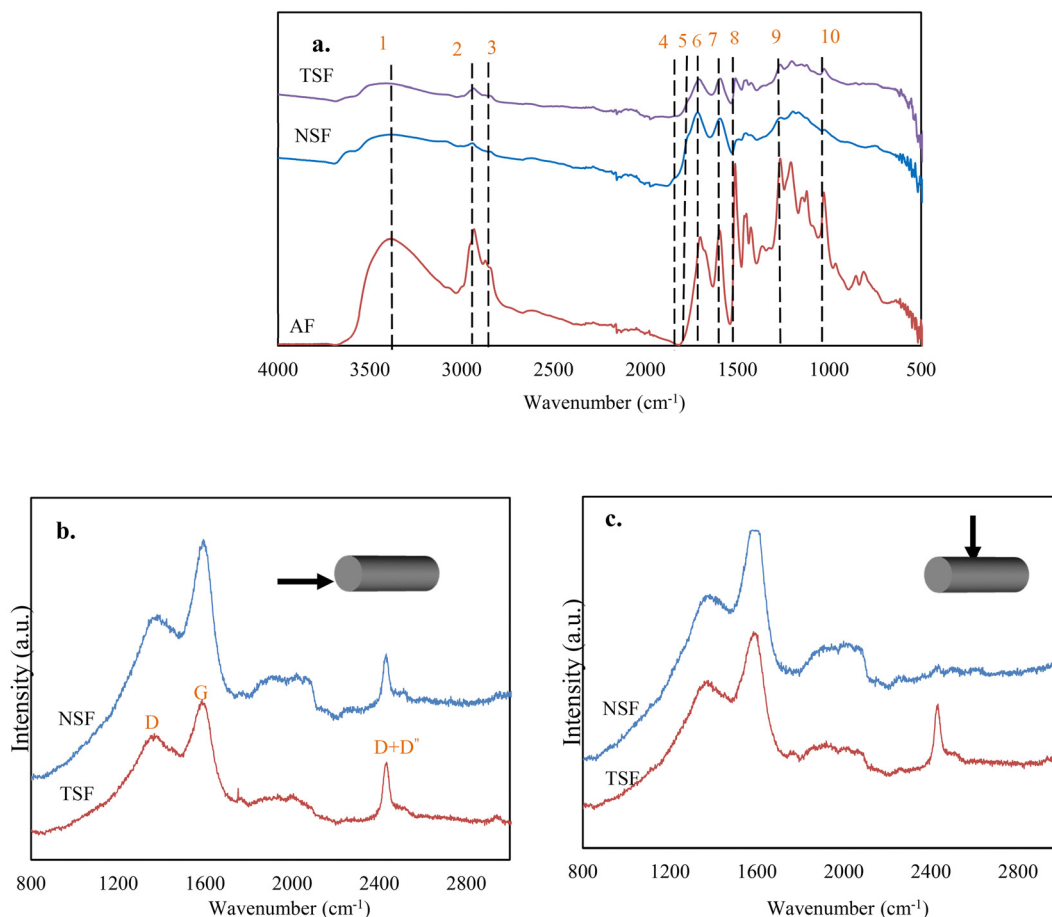 a.
1 2 3 4 5 6 7 8 9 10
TSF
NSF
AF
4000 3500 3000 2500 2000 1500 1000 500
Wavenumber (cm⁻¹)
b.
Intensity (a.u.)
NSF
D
G
D+D"
TSF
800 1200 1600 2000 2400 2800
Wavenumber (cm⁻¹)
c.
Intensity (a.u.)
NSF
TSF
800 1200 1600 2000 2400 2800
Wavenumber (cm⁻¹)